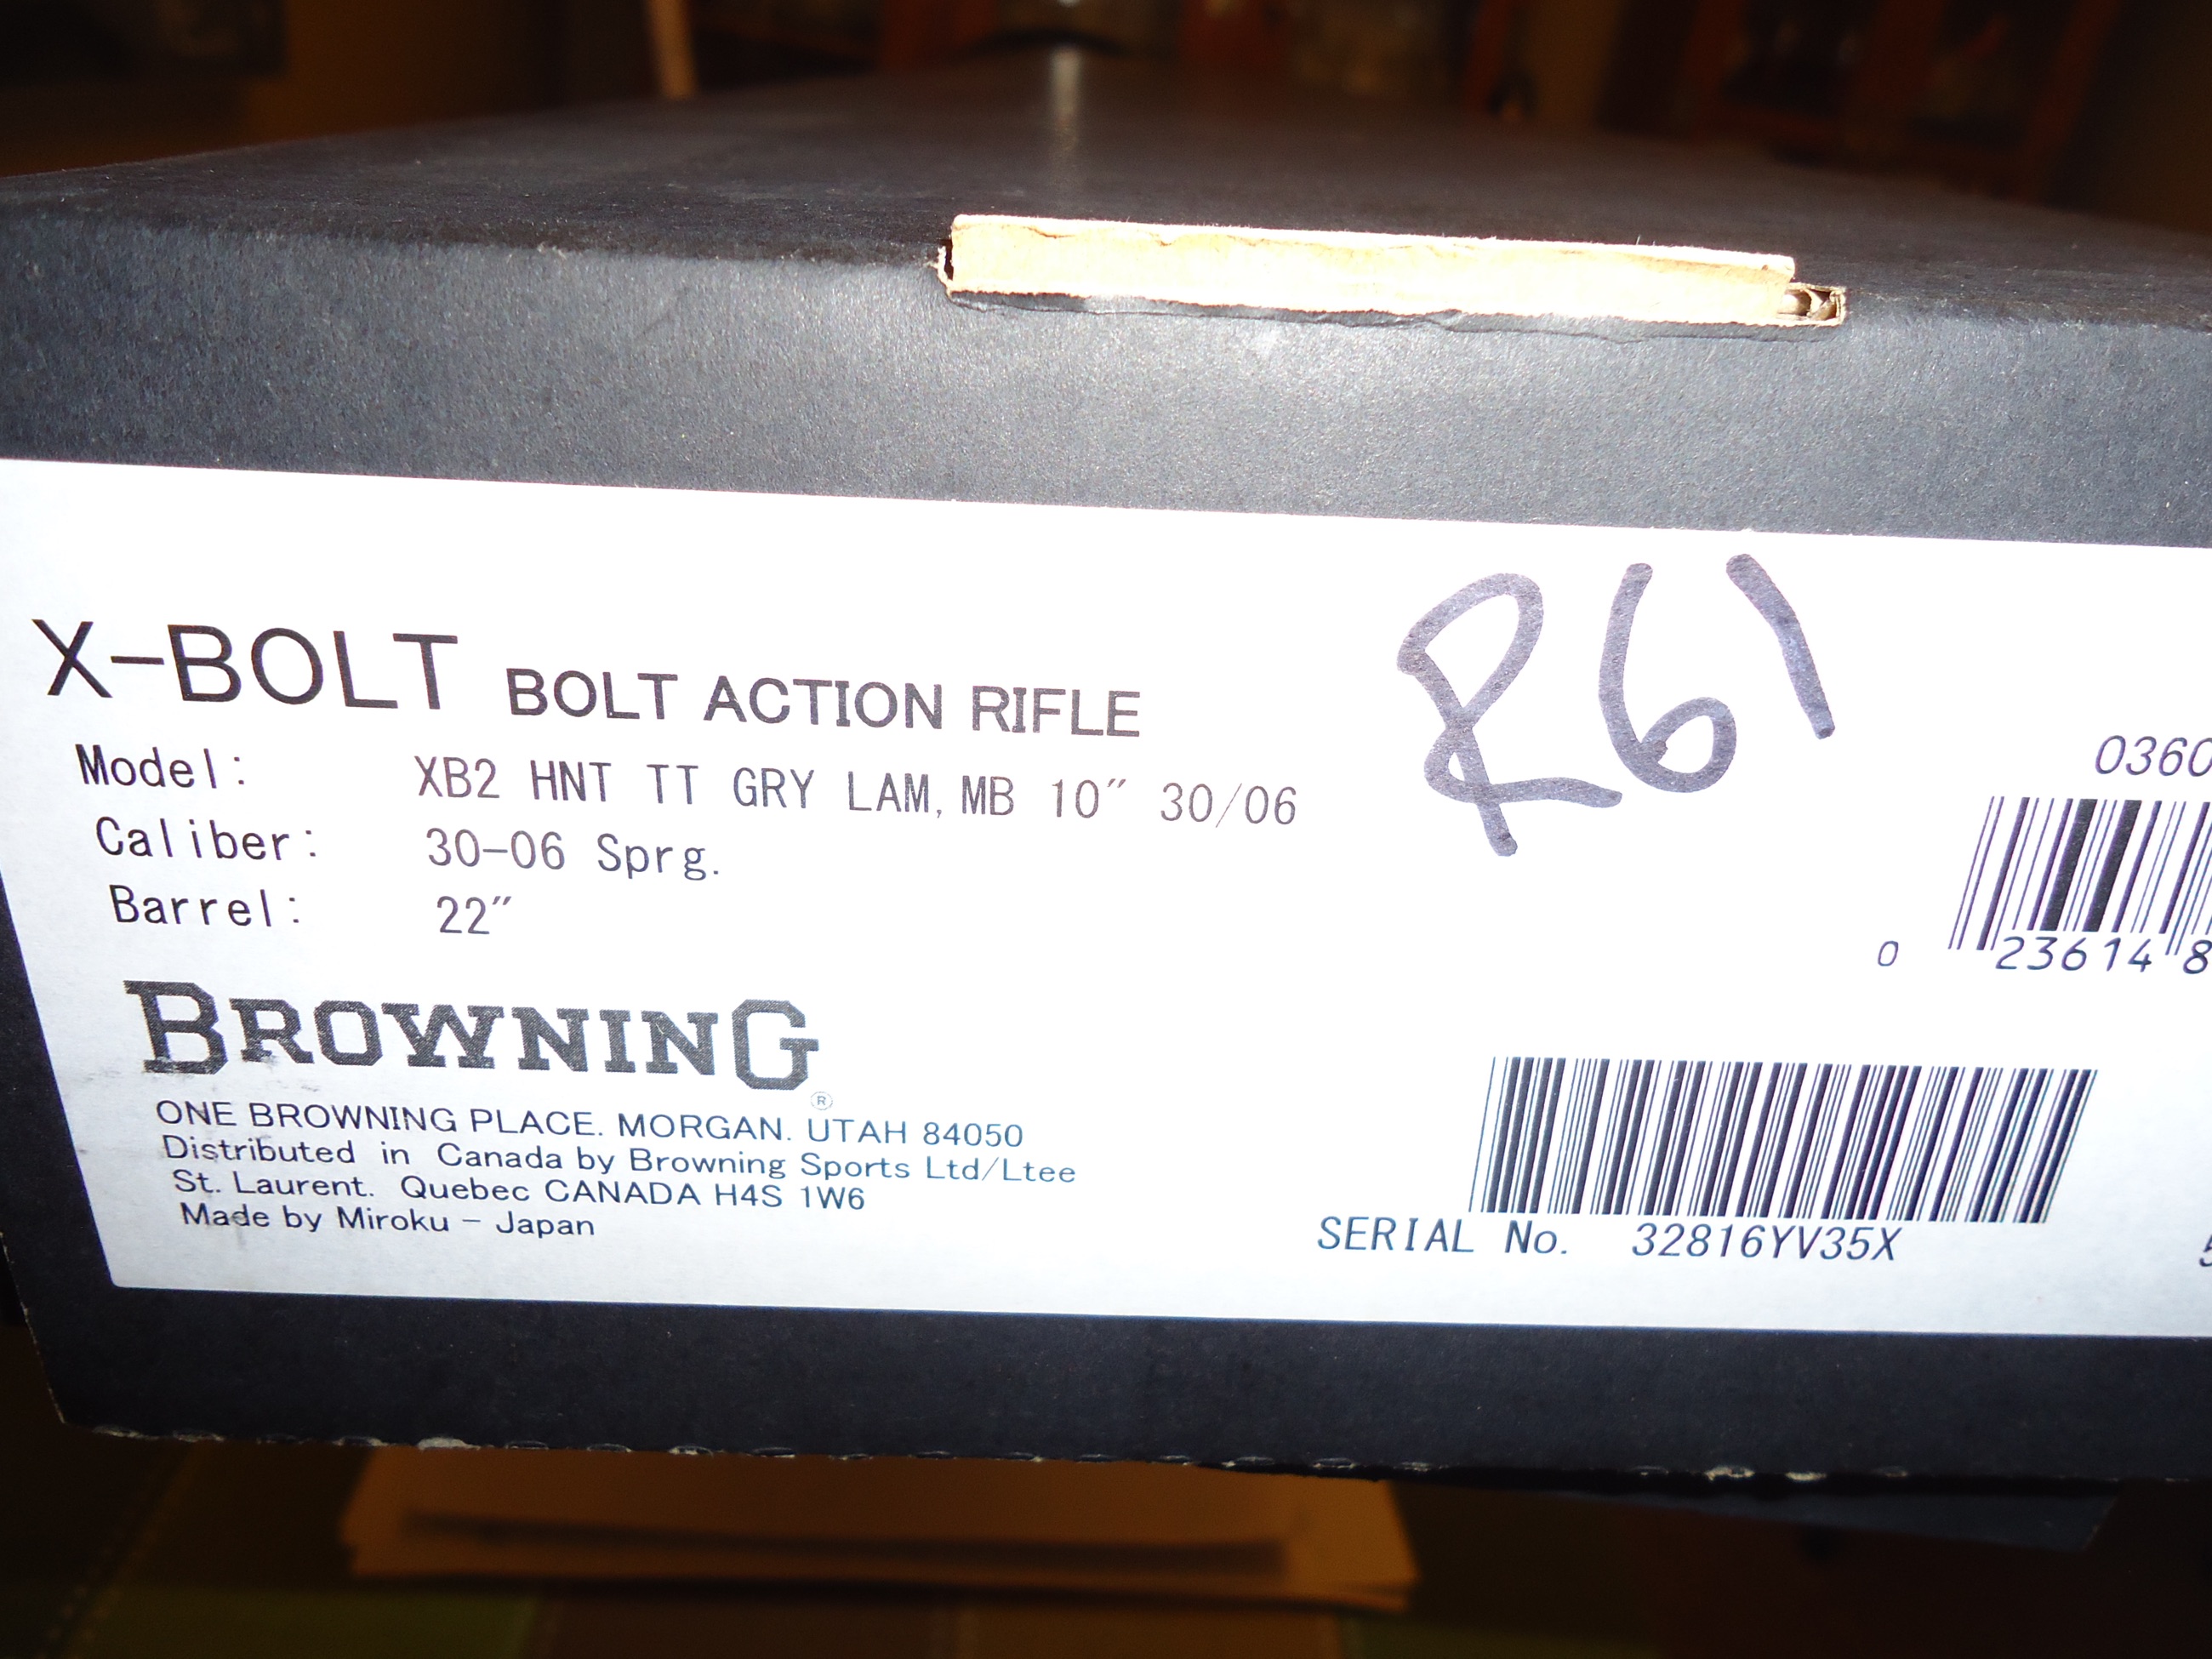 X-BOLT BOLT ACTION RIFLE
R61
Model: XB2 HNT TT GRY LAM, MB 10" 30/06
Caliber: 30-06 Sprg.
Barrel: 22"
0360
0 23614 8
BROWNING®
ONE BROWNING PLACE. MORGAN. UTAH 84050
Distributed in Canada by Browning Sports Ltd/Ltee
St. Laurent. Quebec CANADA H4S 1W6
Made by Miroku - Japan
SERIAL No. 32816YV35X